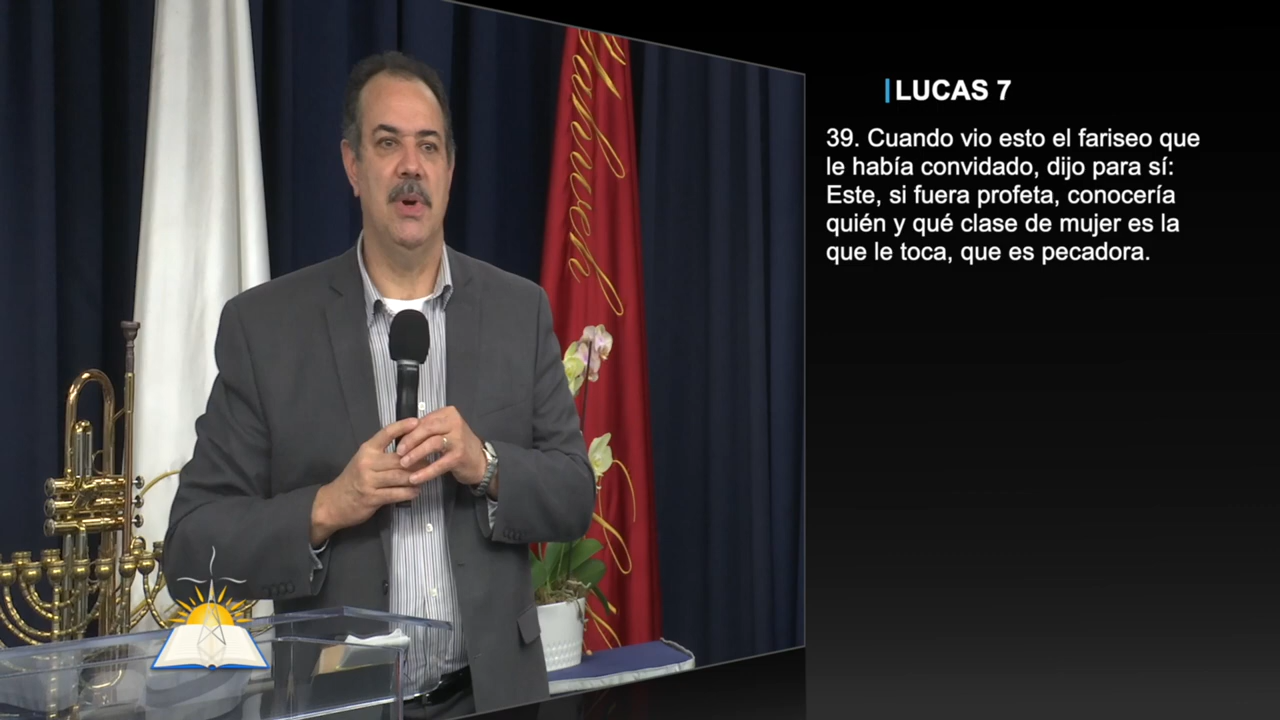 Yahweh
LUCAS 7
39. Cuando vio esto el fariseo que
le había convidado, dijo para sí:
Este, si fuera profeta, conocería
quién y qué clase de mujer es la
que le toca, que es pecadora.